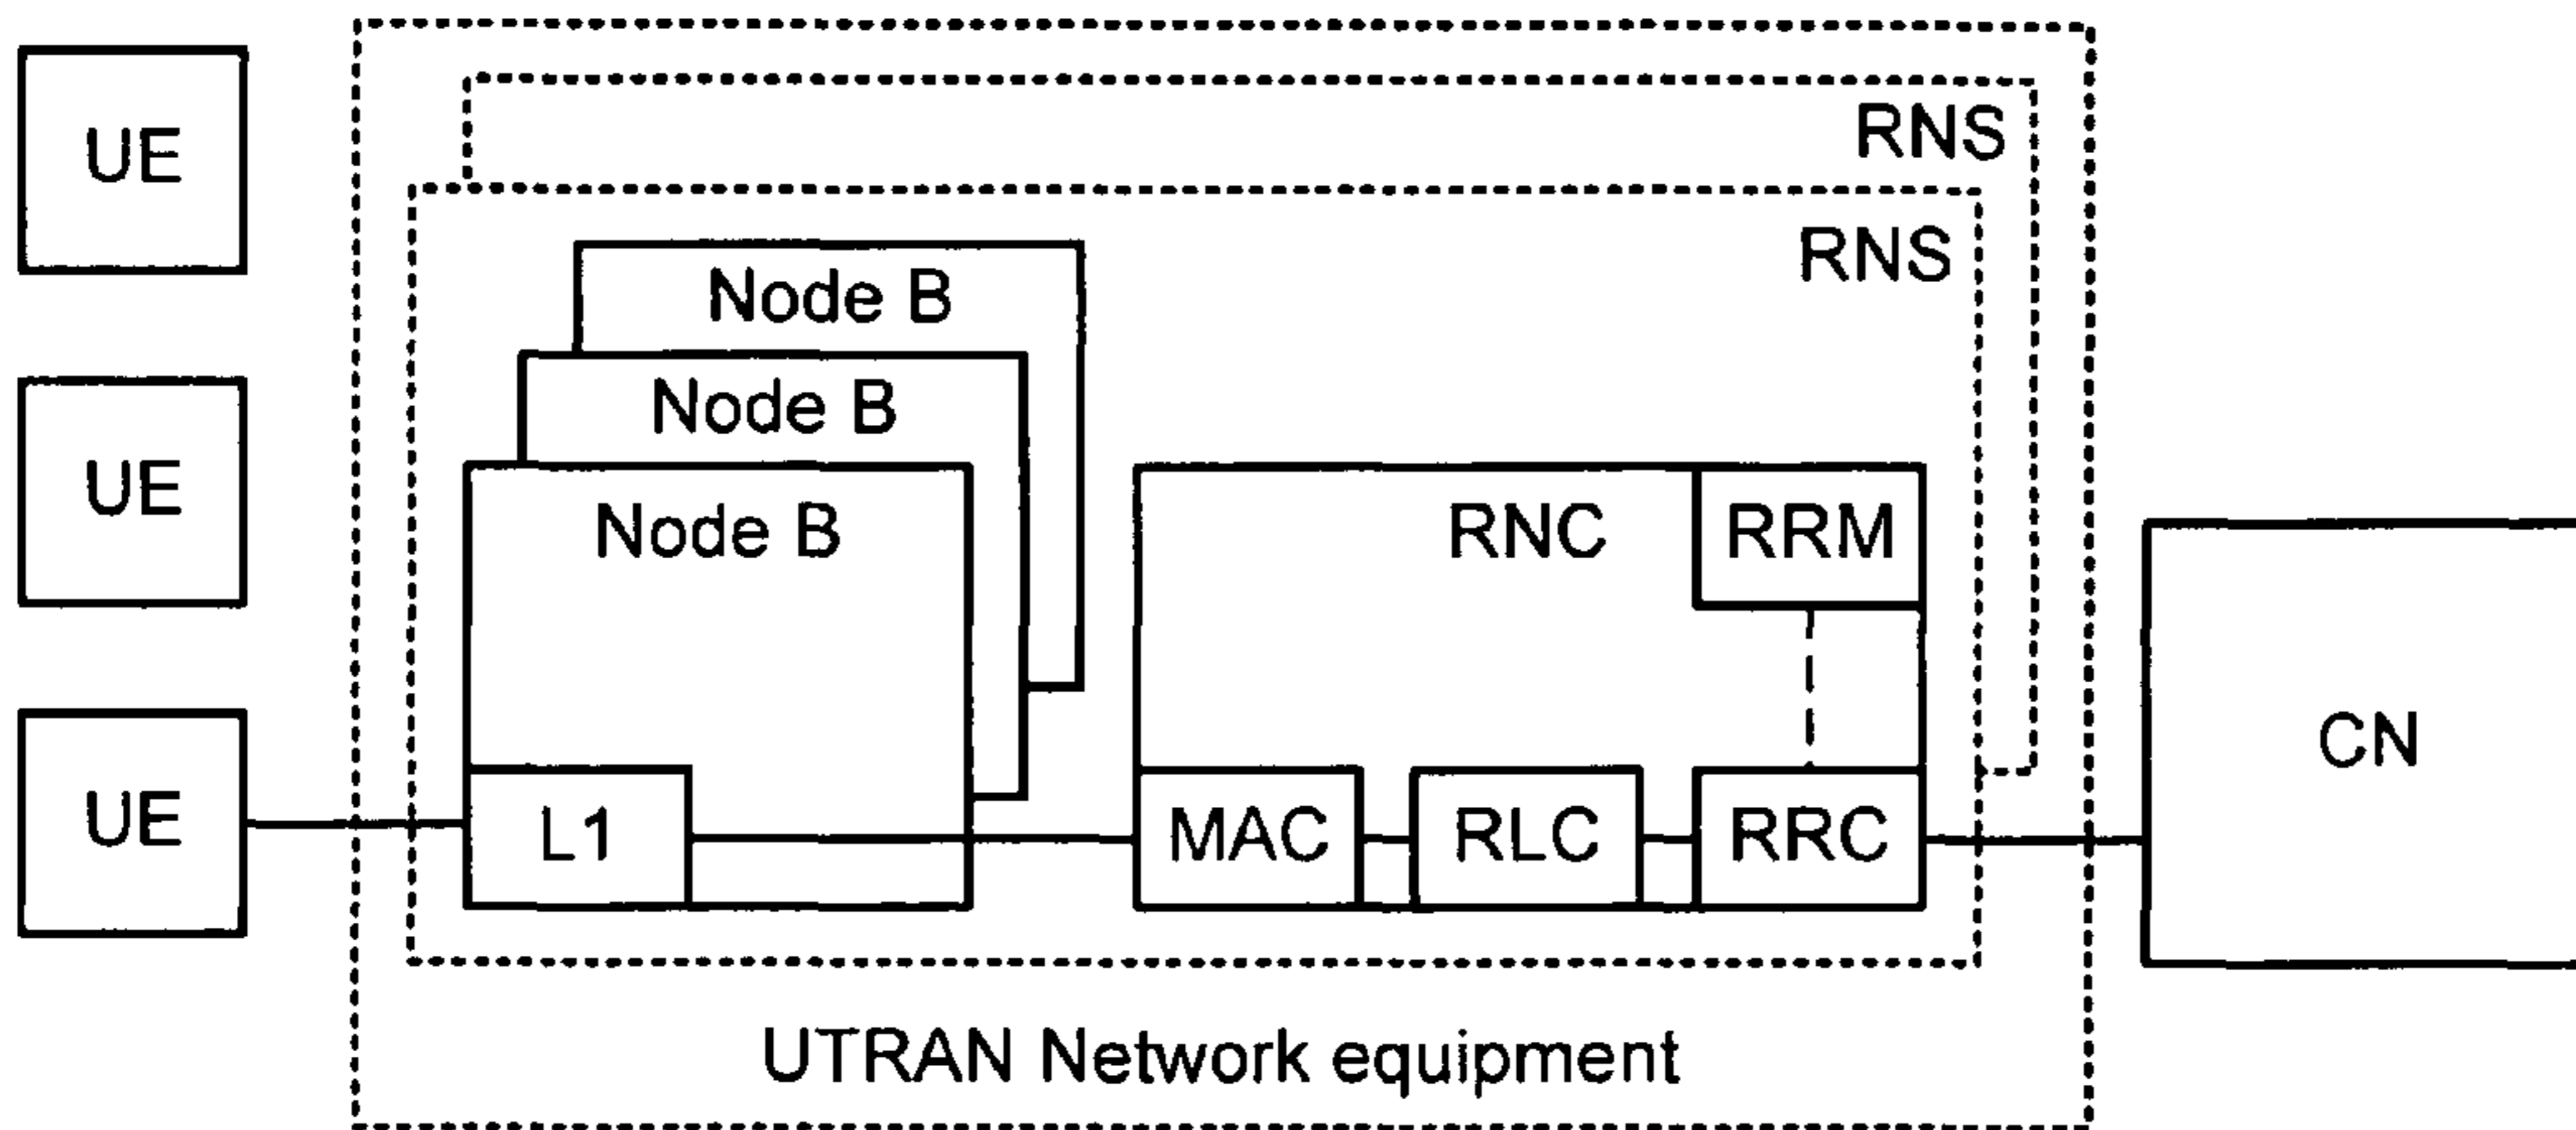 UE
UE
UE
RNS
RNS
Node B
Node B
Node B
L1
RNC
RRM
MAC
RLC
RRC
CN
UTRAN Network equipment